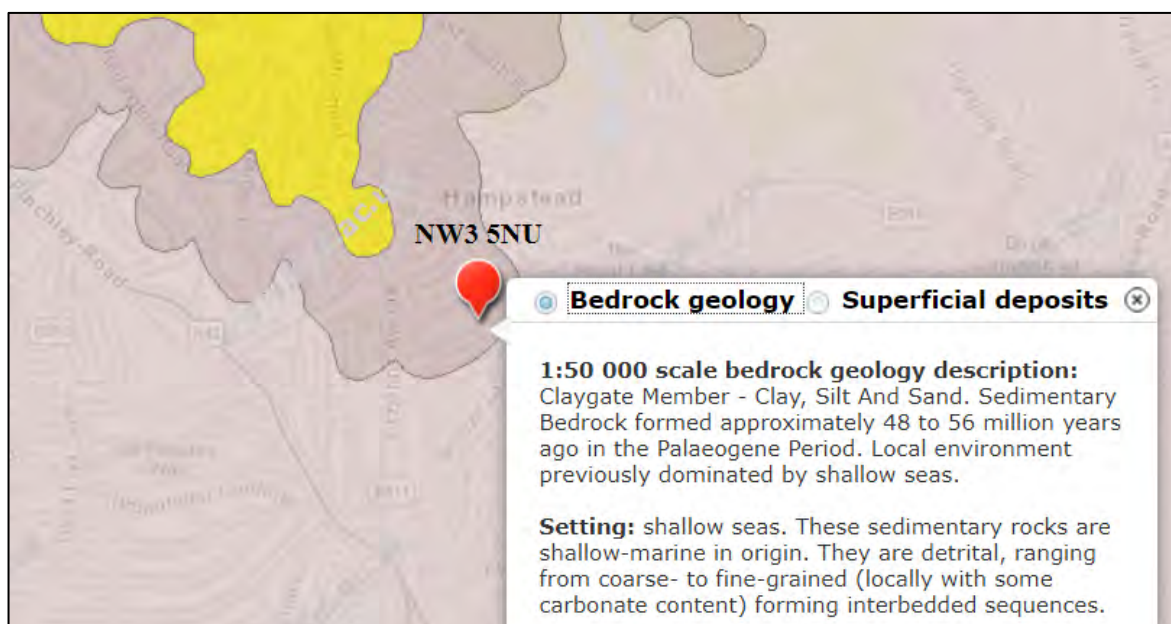 Hampstead
NW3 5NU
Finchley-Road
A41
Bedrock geology Superficial deposits
1:50 000 scale bedrock geology description:
Claygate Member - Clay, Silt And Sand. Sedimentary
Bedrock formed approximately 48 to 56 million years
ago in the Palaeogene Period. Local environment
previously dominated by shallow seas.
Setting: shallow seas. These sedimentary rocks are
shallow-marine in origin. They are detrital, ranging
from coarse- to fine-grained (locally with some
carbonate content) forming interbedded sequences.